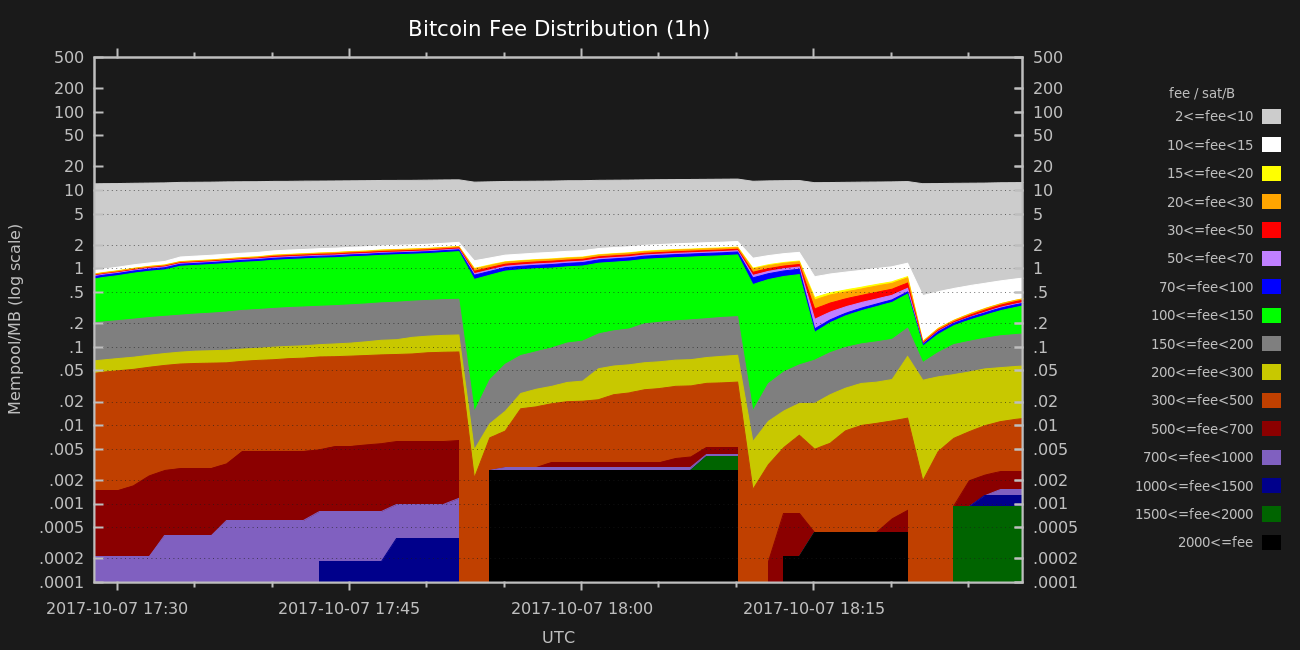 Bitcoin Fee Distribution (1h)
500
200
100
50
20
10
5
2
1
.5
.2
.1
.05
.02
.01
.005
.002
.001
.0005
.0002
.0001
Mempool/MB (log scale)
500
200
100
50
20
10
5
2
1
.5
.2
.1
.05
.02
.01
.005
.002
.001
.0005
.0002
.0001
2017-10-07 17:30
2017-10-07 17:45
2017-10-07 18:00
2017-10-07 18:15
UTC
fee / sat/B
2<=fee<10
10<=fee<15
15<=fee<20
20<=fee<30
30<=fee<50
50<=fee<70
70<=fee<100
100<=fee<150
150<=fee<200
200<=fee<300
300<=fee<500
500<=fee<700
700<=fee<1000
1000<=fee<1500
1500<=fee<2000
2000<=fee